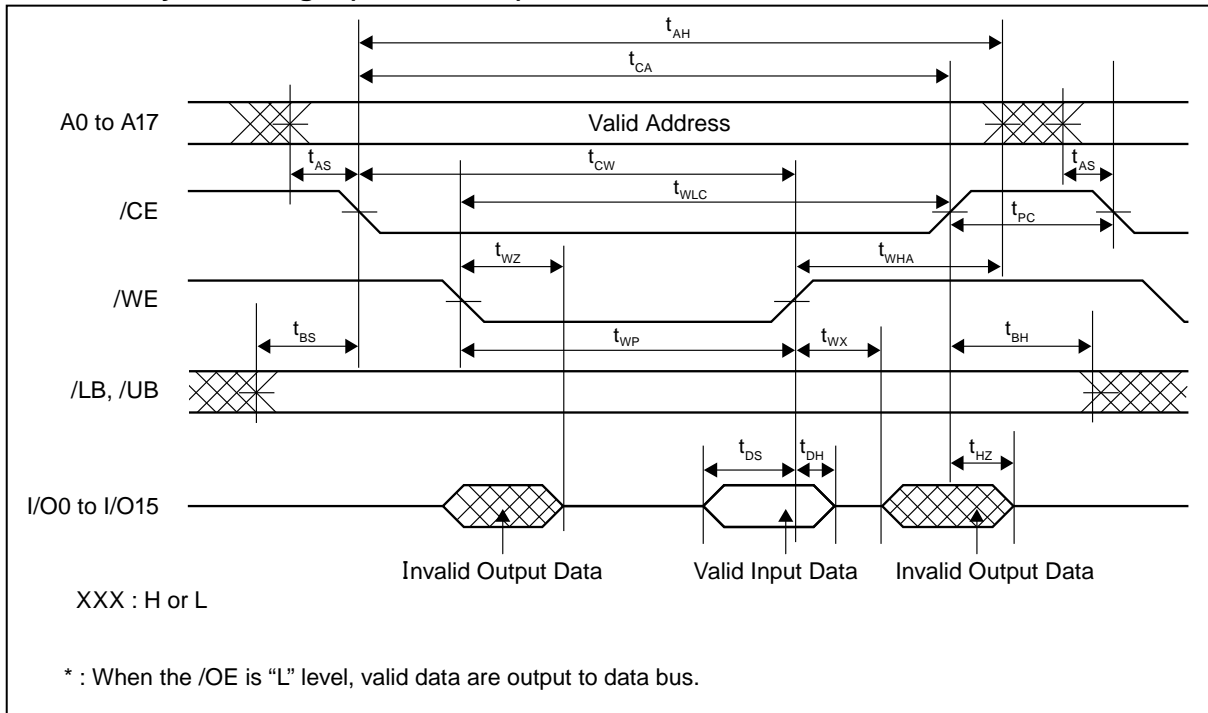 tAH
tCA
A0 to A17
Valid Address
tAS
tCW
tAS
tWLC
/CE
tPC
tWZ
tWHA
/WE
tBS
tWP
tWX
tBH
/LB, /UB
tDS
tDH
tHZ
I/O0 to I/O15
Invalid Output Data
Valid Input Data
Invalid Output Data
XXX : H or L
* : When the /OE is “L” level, valid data are output to data bus.